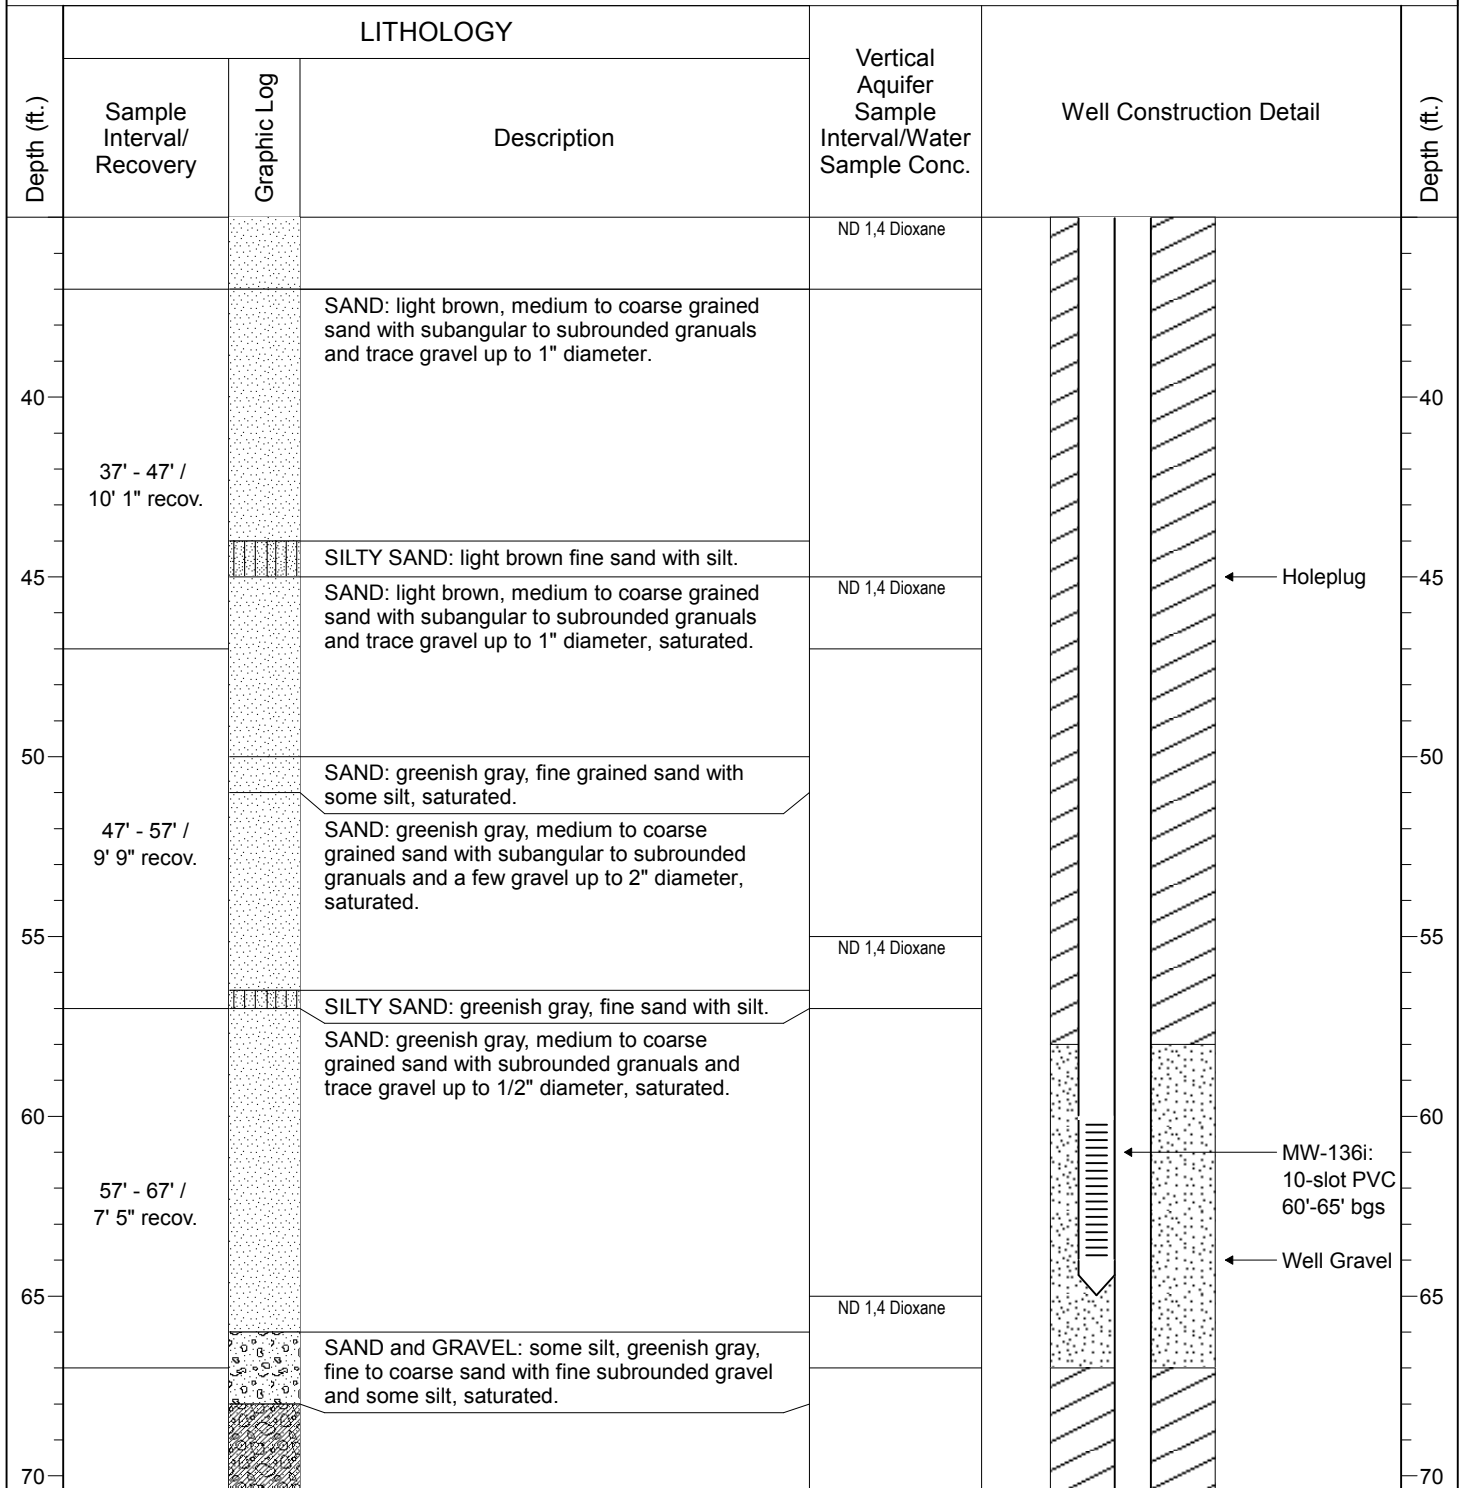 LITHOLOGY
Depth (ft.)
Sample
Interval/
Recovery
Graphic Log
Description
Vertical
Aquifer
Sample
Interval/Water
Sample Conc.
Well Construction Detail
Depth (ft.)
ND 1,4 Dioxane
SAND: light brown, medium to coarse grained
sand with subangular to subrounded granuals
and trace gravel up to 1" diameter.
40
40
37' - 47' /
10' 1" recov.
SILTY SAND: light brown fine sand with silt.
45
SAND: light brown, medium to coarse grained
sand with subangular to subrounded granuals
and trace gravel up to 1" diameter, saturated.
ND 1,4 Dioxane
Holeplug
45
50
50
SAND: greenish gray, fine grained sand with
some silt, saturated.
47' - 57' /
9' 9" recov.
SAND: greenish gray, medium to coarse
grained sand with subangular to subrounded
granuals and a few gravel up to 2" diameter,
saturated.
55
ND 1,4 Dioxane
55
SILTY SAND: greenish gray, fine sand with silt.
SAND: greenish gray, medium to coarse
grained sand with subrounded granuals and
trace gravel up to 1/2" diameter, saturated.
60
60
57' - 67' /
7' 5" recov.
MW-136i:
10-slot PVC
60'-65' bgs
Well Gravel
65
ND 1,4 Dioxane
65
SAND and GRAVEL: some silt, greenish gray,
fine to coarse sand with fine subrounded gravel
and some silt, saturated.
70
70